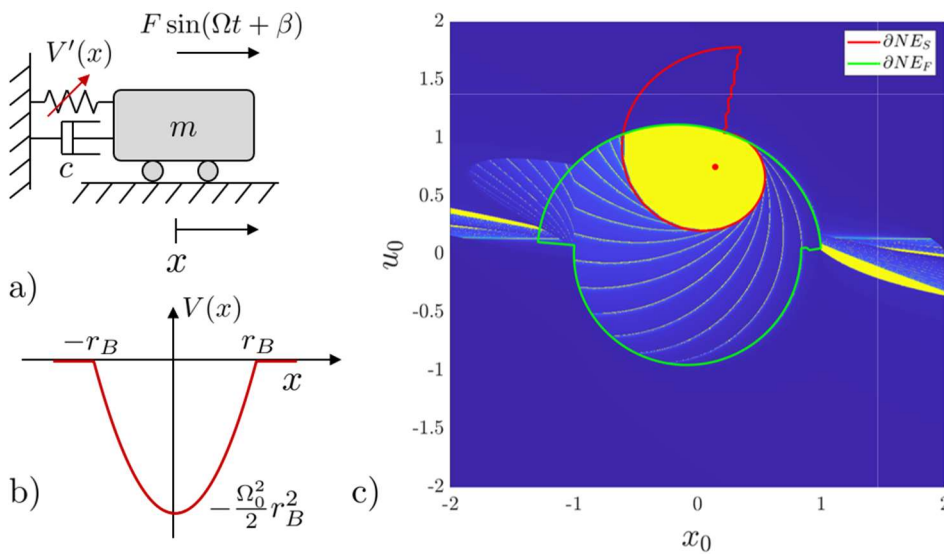 F sin(Ωt + β)
V′(x)
m
c
x
a)
V(x)
−r_B
r_B
x
b)
−\frac{Ω_0^2}{2} r_B^2
c)
∂NE_S
∂NE_F
2
1.5
1
0.5
0
-0.5
-1
-1.5
-2
u_0
-2
-1
0
1
2
x_0